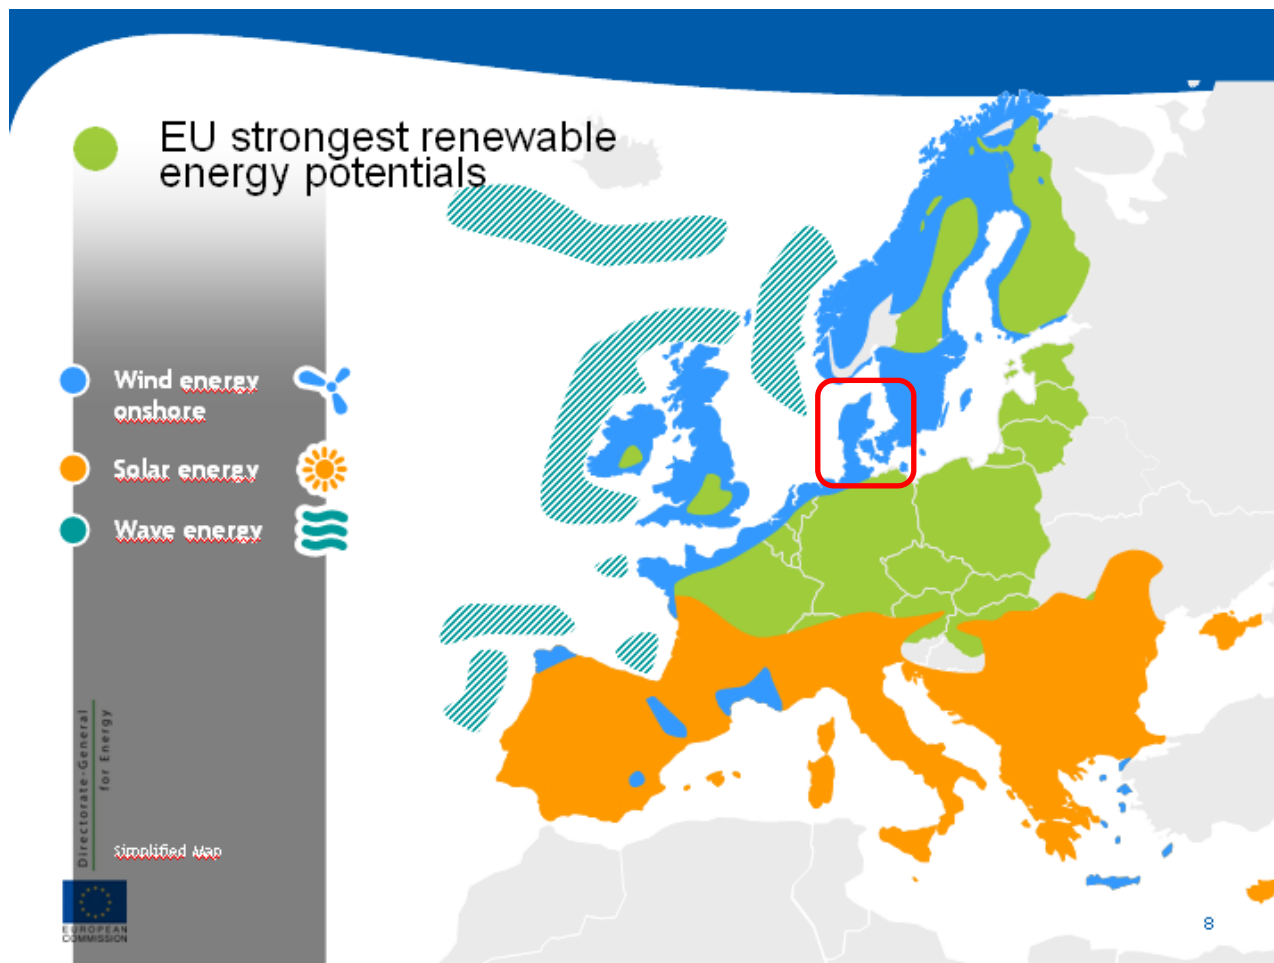 EU strongest renewable
energy potentials
Wind energy
onshore
Solar energy
Wave energy
Directorate-General
for Energy
Simplified Map
EUROPEAN
COMMISSION
8